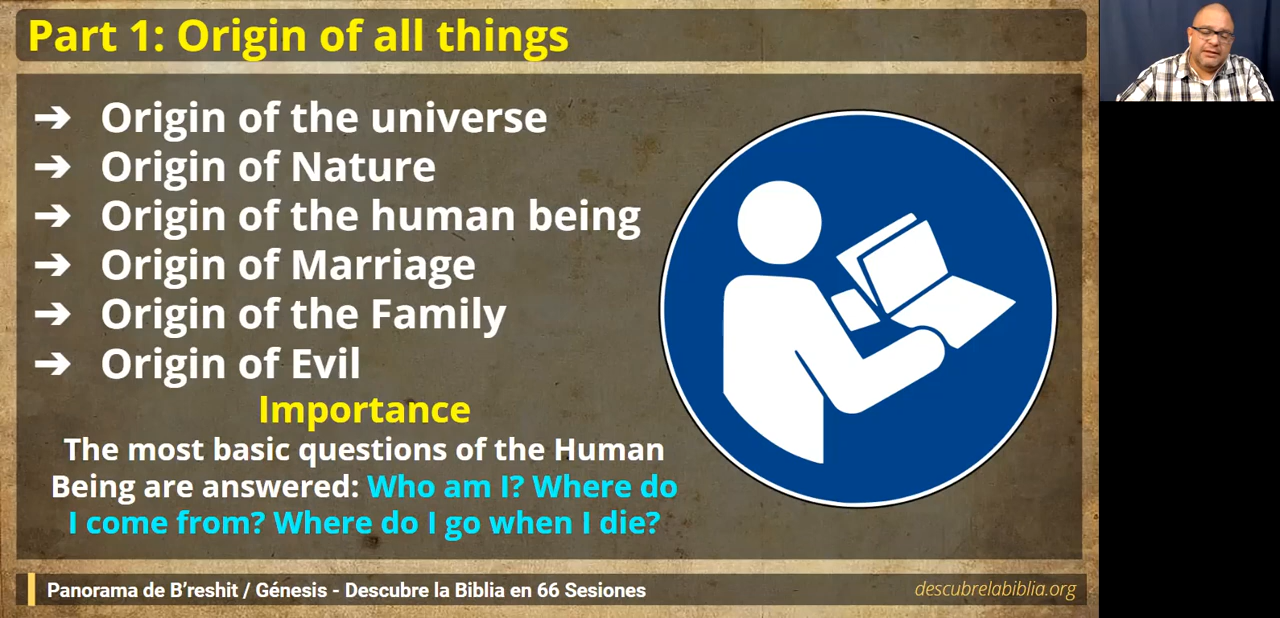 Part 1: Origin of all things
➔ Origin of the universe
➔ Origin of Nature
➔ Origin of the human being
➔ Origin of Marriage
➔ Origin of the Family
➔ Origin of Evil
Importance
The most basic questions of the Human
Being are answered: Who am I? Where do
I come from? Where do I go when I die?
Panorama de B’reshit / Génesis - Descubre la Biblia en 66 Sesiones
descubrelabiblia.org